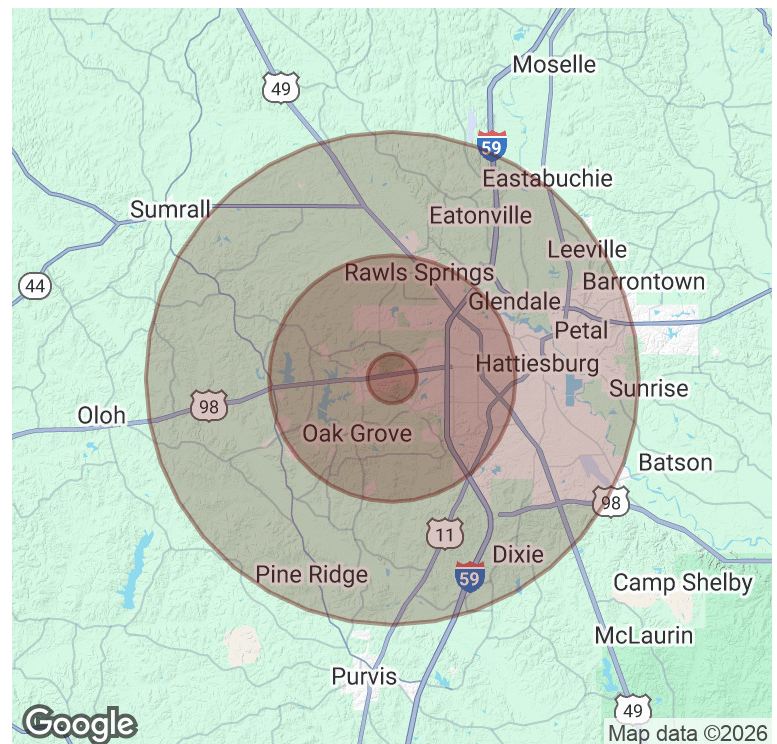 Moselle
49
59
Eastabuchie
Sumrall
Eatonville
Leeville
Rawls Springs
Barrontown
44
Glendale
Petal
Hattiesburg
Sunrise
98
Oloh
Oak Grove
Batson
98
11
Dixie
Pine Ridge
59
Camp Shelby
McLaurin
Purvis
49
Google
Map data ©2026